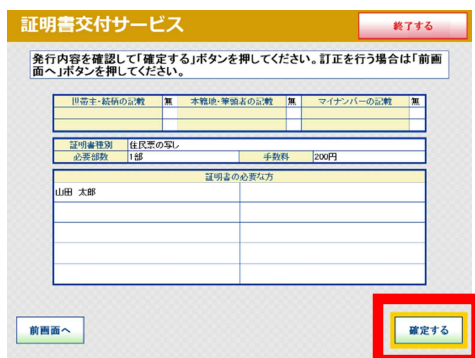 証明書交付サービス
終了する
発行内容を確認して「確定する」ボタンを押してください。訂正を行う場合は「前画
面へ」ボタンを押してください。
世帯主・続柄の記載 無 本籍地・筆頭者の記載 無 マイナンバーの記載 無
証明書種別 住民票の写し
必要部数 1部 手数料 200円
証明書の必要な方
山田 太郎
前画面へ
確定する